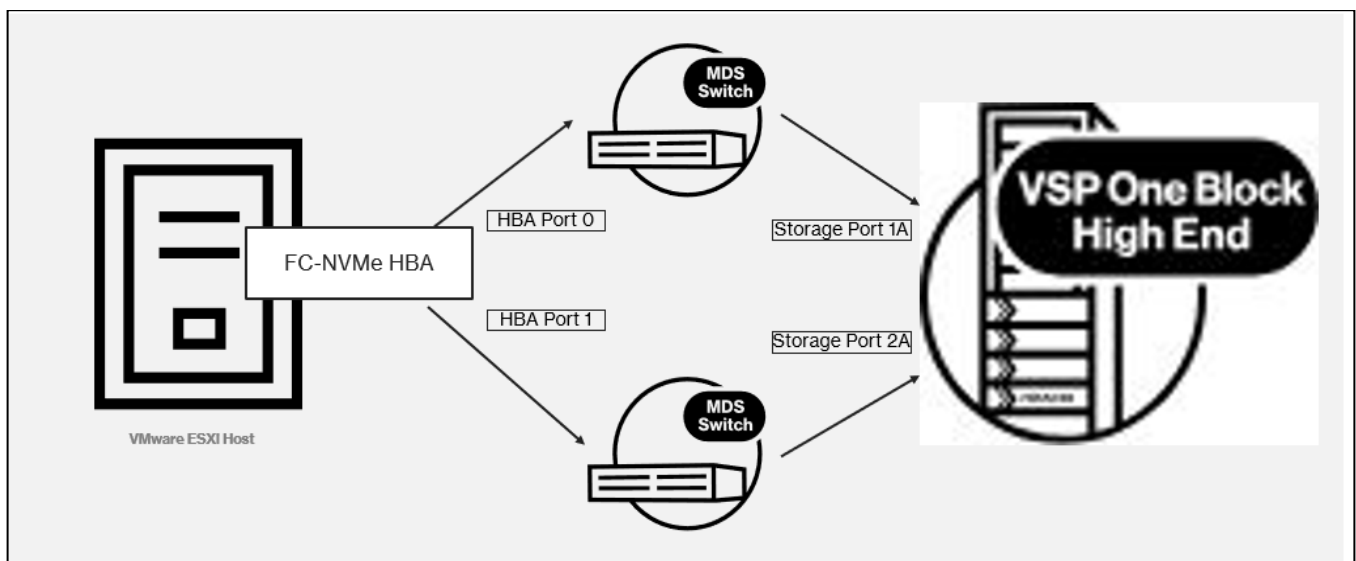 MDS
Switch
VSP One Block
High End
HBA Port 0
Storage Port 1A
FC-NVMe HBA
HBA Port 1
Storage Port 2A
MDS
Switch
VMware ESXI Host